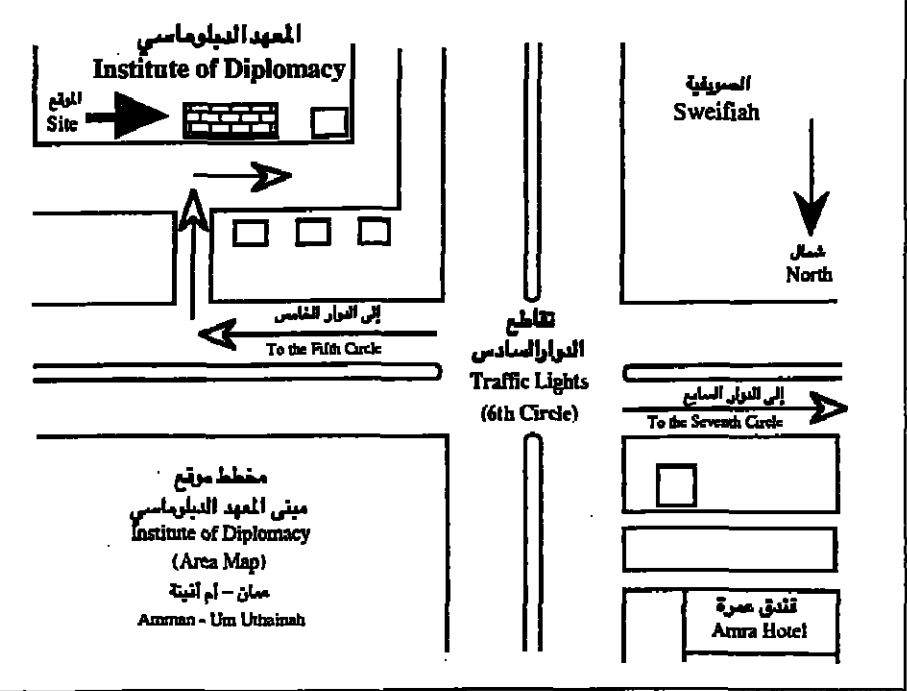 المعهد الدبلوماسي
Institute of Diplomacy
الموقع
Site
الصويفية
Sweifiah
شمال
North
إلى الدوار الخامس
To the Fifth Circle
تقاطع
الدوار السادس
Traffic Lights
(6th Circle)
إلى الدوار السابع
To the Seventh Circle
مخطط موقع
مبنى المعهد الدبلوماسي
Institute of Diplomacy
(Area Map)
عمان – أم أثينة
Amman - Um Uthainah
فندق عمرة
Amra Hotel